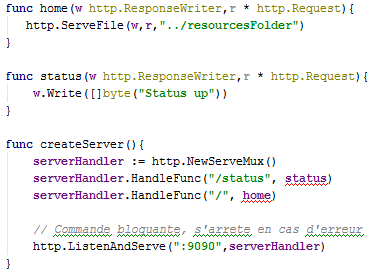 func home(w http.ResponseWriter,r * http.Request){
http.ServeFile(w,r,"../resourcesFolder")
}
func status(w http.ResponseWriter,r * http.Request){
w.Write([]byte("Status up"))
}
func createServer(){
serverHandler := http.NewServeMux()
serverHandler.HandleFunc("/status", status)
serverHandler.HandleFunc("/", home)
// Commande bloquante, s'arrete en cas d'erreur
http.ListenAndServe(":9090",serverHandler)
}